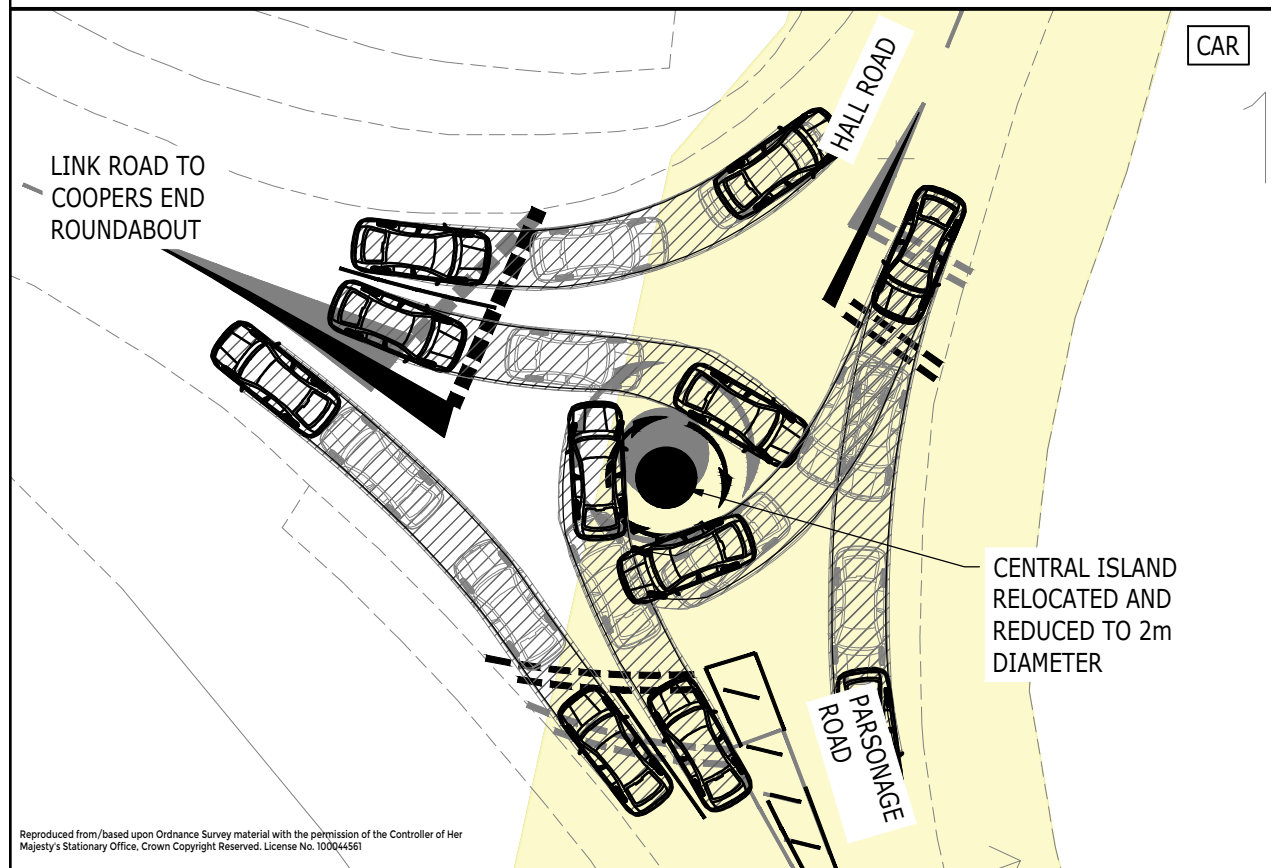 CAR
HALL ROAD
LINK ROAD TO
COOPERS END
ROUNDABOUT
CENTRAL ISLAND
RELOCATED AND
REDUCED TO 2m
DIAMETER
PARSONAGE
ROAD
Reproduced from/based upon Ordnance Survey material with the permission of the Controller of Her
Majesty's Stationary Office, Crown Copyright Reserved. License No. 100044561